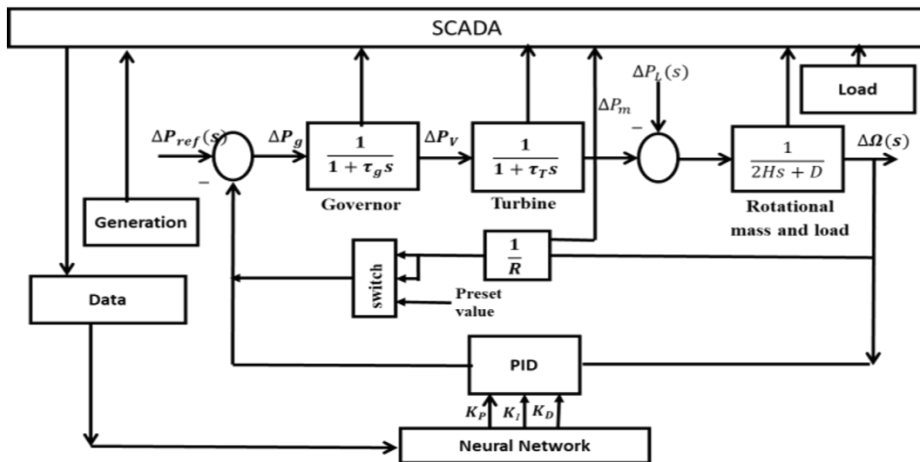 SCADA
ΔP_L(s)
Load
ΔP_m
ΔP_ref(s)
ΔP_g
1
1 + τ_g s
ΔP_V
1
1 + τ_T s
1
2Hs + D
ΔΩ(s)
−
−
Governor
Turbine
Rotational
mass and load
Generation
1
R
switch
Preset
value
Data
PID
K_P K_I K_D
Neural Network